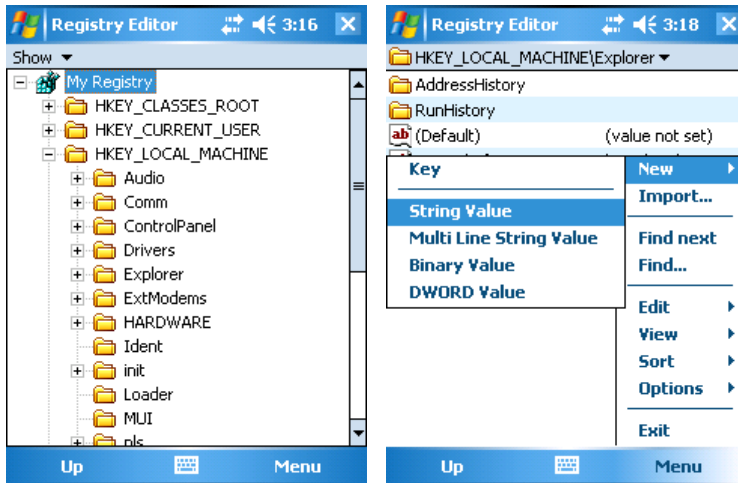 Registry Editor 3:16
Show
My Registry
HKEY_CLASSES_ROOT
HKEY_CURRENT_USER
HKEY_LOCAL_MACHINE
Audio
Comm
ControlPanel
Drivers
Explorer
ExtModems
HARDWARE
Ident
init
Loader
MUI
pls
Up Menu
Registry Editor 3:18
HKEY_LOCAL_MACHINE\Explorer
AddressHistory
RunHistory
ab (Default) (value not set)
Key
String Value
Multi Line String Value
Binary Value
DWORD Value
New
Import...
Find next
Find...
Edit
View
Sort
Options
Exit
Up Menu